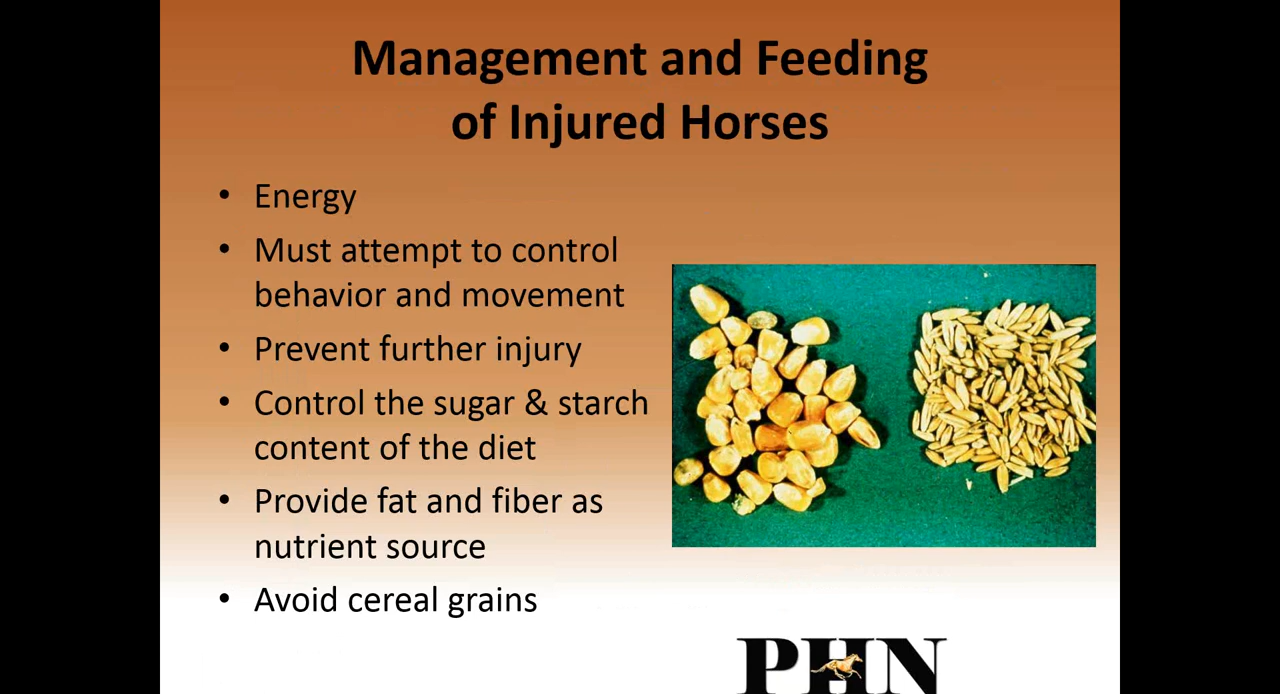 Management and Feeding
of Injured Horses
• Energy
• Must attempt to control
behavior and movement
• Prevent further injury
• Control the sugar & starch
content of the diet
• Provide fat and fiber as
nutrient source
• Avoid cereal grains
PHN